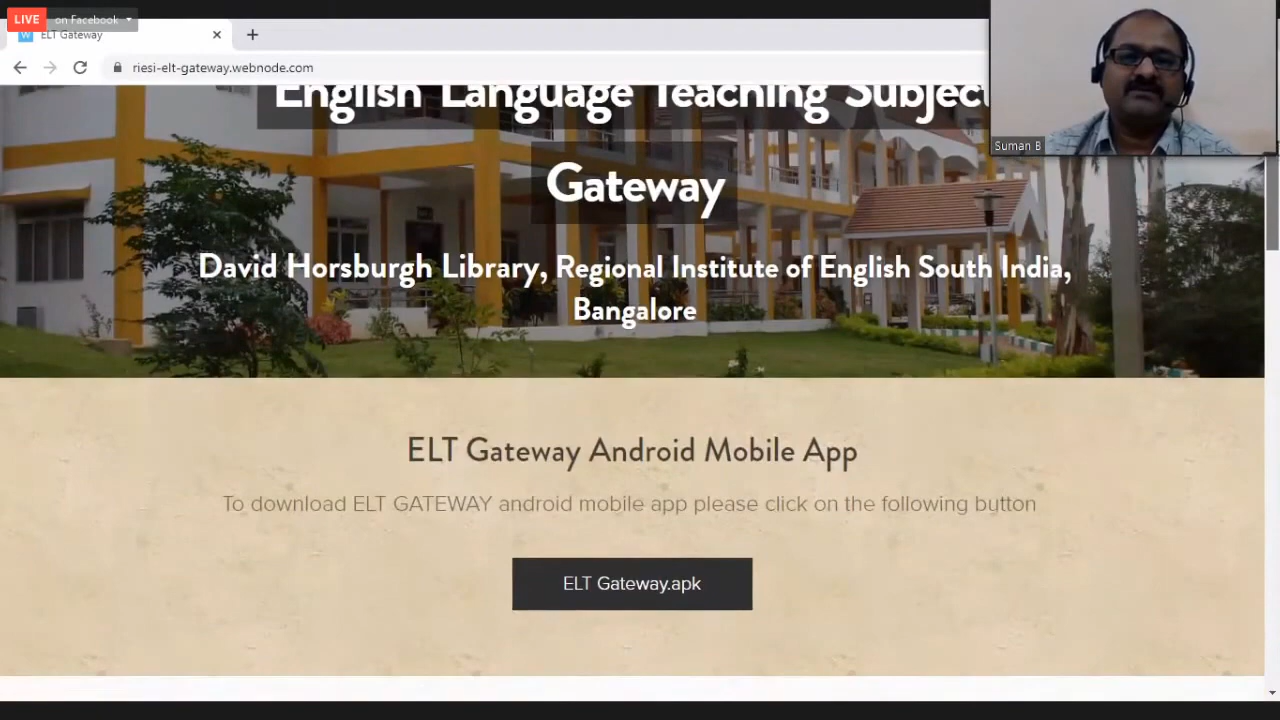 LIVE on Facebook
ELT Gateway
riesi-elt-gateway.webnode.com
Suman B
English Language Teaching Subject
Gateway
David Horsburgh Library, Regional Institute of English South India,
Bangalore
ELT Gateway Android Mobile App
To download ELT GATEWAY android mobile app please click on the following button
ELT Gateway.apk